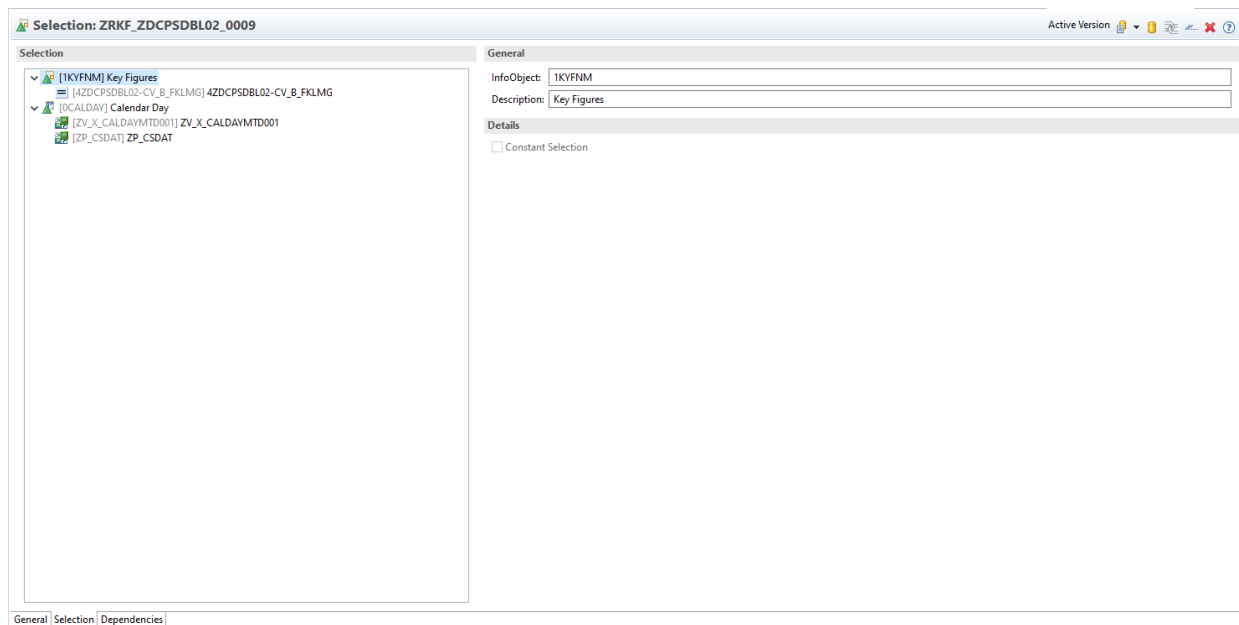 Selection: ZRKF_ZDCPSDBL02_0009
Active Version
Selection
[1KYFNM] Key Figures
[4ZDCPSDBL02-CV_B_FKLMG] 4ZDCPSDBL02-CV_B_FKLMG
[0CALDAY] Calendar Day
[ZV_X_CALDAYMTD001] ZV_X_CALDAYMTD001
[ZP_CSDAT] ZP_CSDAT
General
InfoObject: 1KYFNM
Description: Key Figures
Details
Constant Selection
General Selection Dependencies